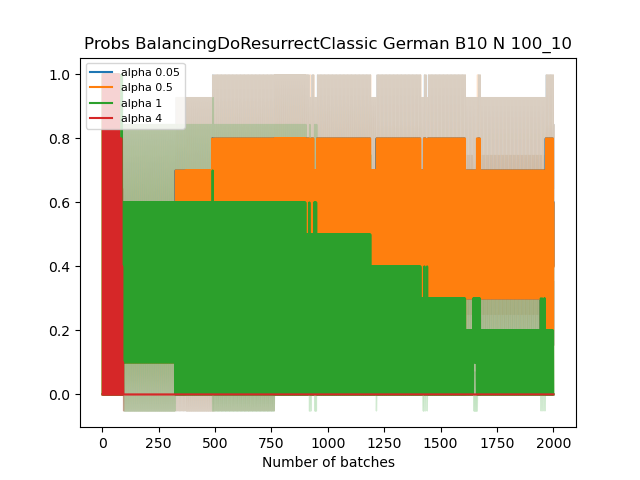 Probs BalancingDoResurrectClassic German B10 N 100_10
1.0
0.8
0.6
0.4
0.2
0.0
alpha 0.05
alpha 0.5
alpha 1
alpha 4
0 250 500 750 1000 1250 1500 1750 2000
Number of batches